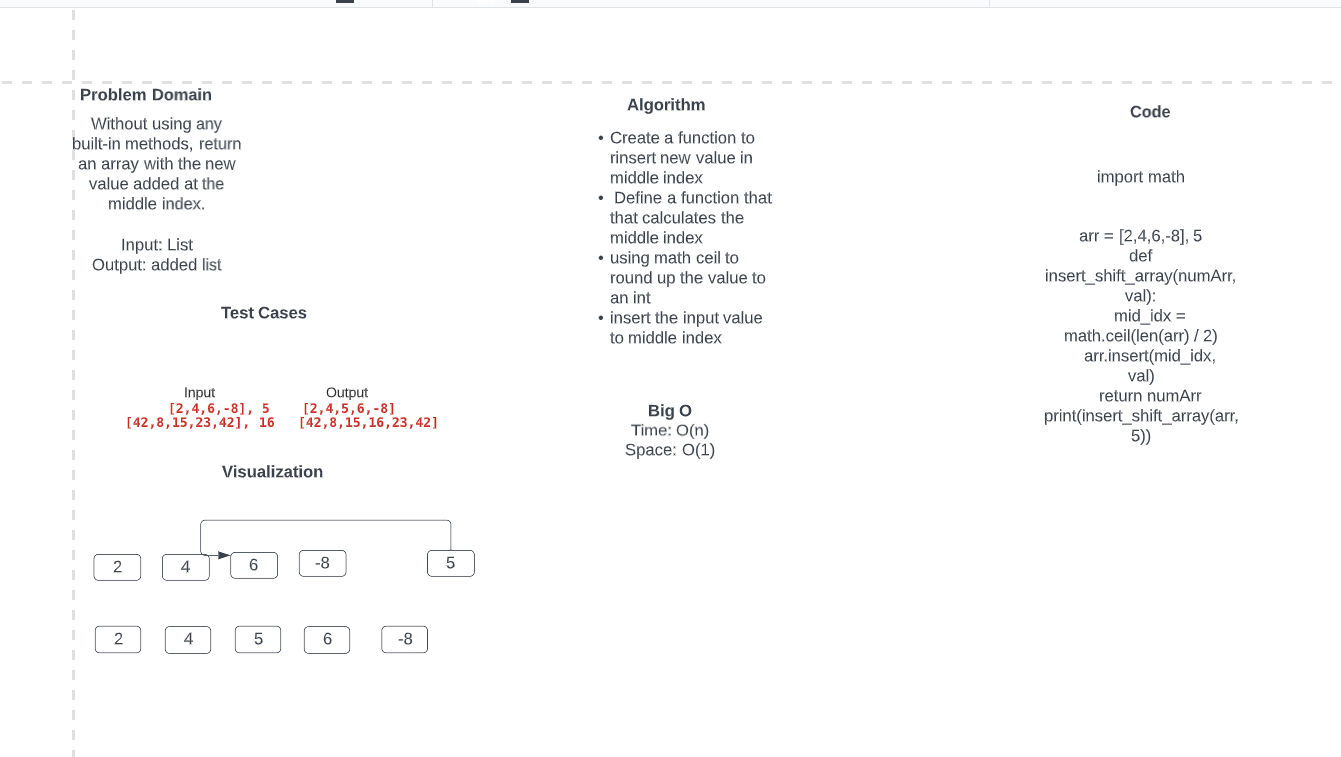 Problem Domain
Without using any
built-in methods, return
an array with the new
value added at the
middle index.
Input: List
Output: added list
Test Cases
Input Output
[2,4,6,-8], 5 [2,4,5,6,-8]
[42,8,15,23,42], 16 [42,8,15,16,23,42]
Visualization
2 4 6 -8 5
2 4 5 6 -8
Algorithm
• Create a function to
rinsert new value in
middle index
• Define a function that
that calculates the
middle index
• using math ceil to
round up the value to
an int
• insert the input value
to middle index
Big O
Time: O(n)
Space: O(1)
Code
import math
arr = [2,4,6,-8], 5
def
insert_shift_array(numArr,
val):
mid_idx =
math.ceil(len(arr) / 2)
arr.insert(mid_idx,
val)
return numArr
print(insert_shift_array(arr,
5))